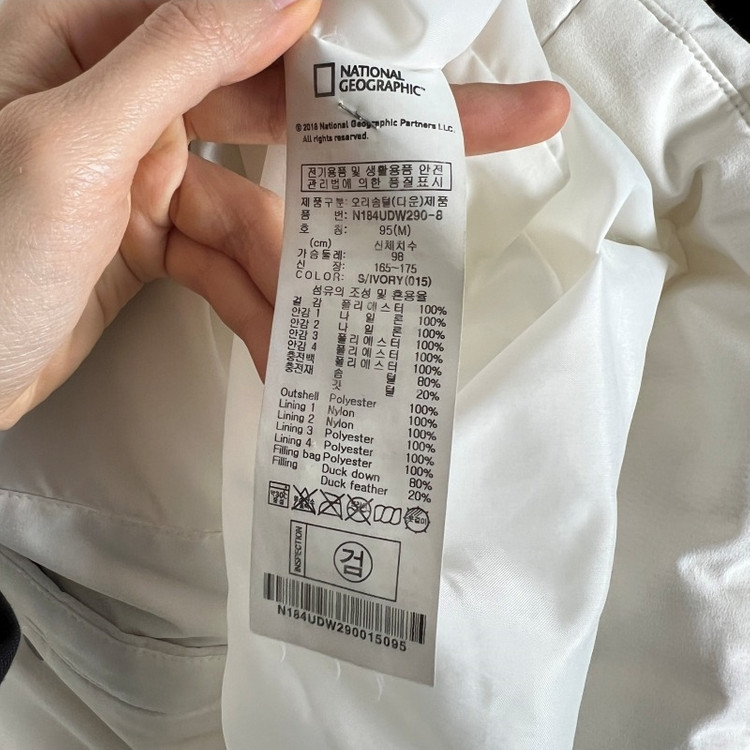 NATIONAL
GEOGRAPHIC™
© 2018 National Geographic Partners LLC.
All rights reserved.
전기용품 및 생활용품 안전
관리법에 의한 품질표시
제품구분: 오리솜털(다운)제품
품 번: N184UDW290-8
호 칭: 95(M)
(cm) 신체치수
가슴둘레: 98
신 장: 165-175
COLOR: S/IVORY(015)
섬유의 조성 및 혼용율
겉 감 폴리에스터 100%
안감 1 나 일 론 100%
안감 2 나 일 론 100%
안감 3 폴리에스터 100%
안감 4 폴리에스터 100%
충전백 폴리에스터 100%
충전재 솜 털 80%
깃 털 20%
Outshell Polyester 100%
Lining 1 Nylon 100%
Lining 2 Nylon 100%
Lining 3 Polyester 100%
Lining 4 Polyester 100%
Filling bag Polyester 100%
Filling Duck down 80%
Duck feather 20%
INSPECTION
검
N184UDW290015095